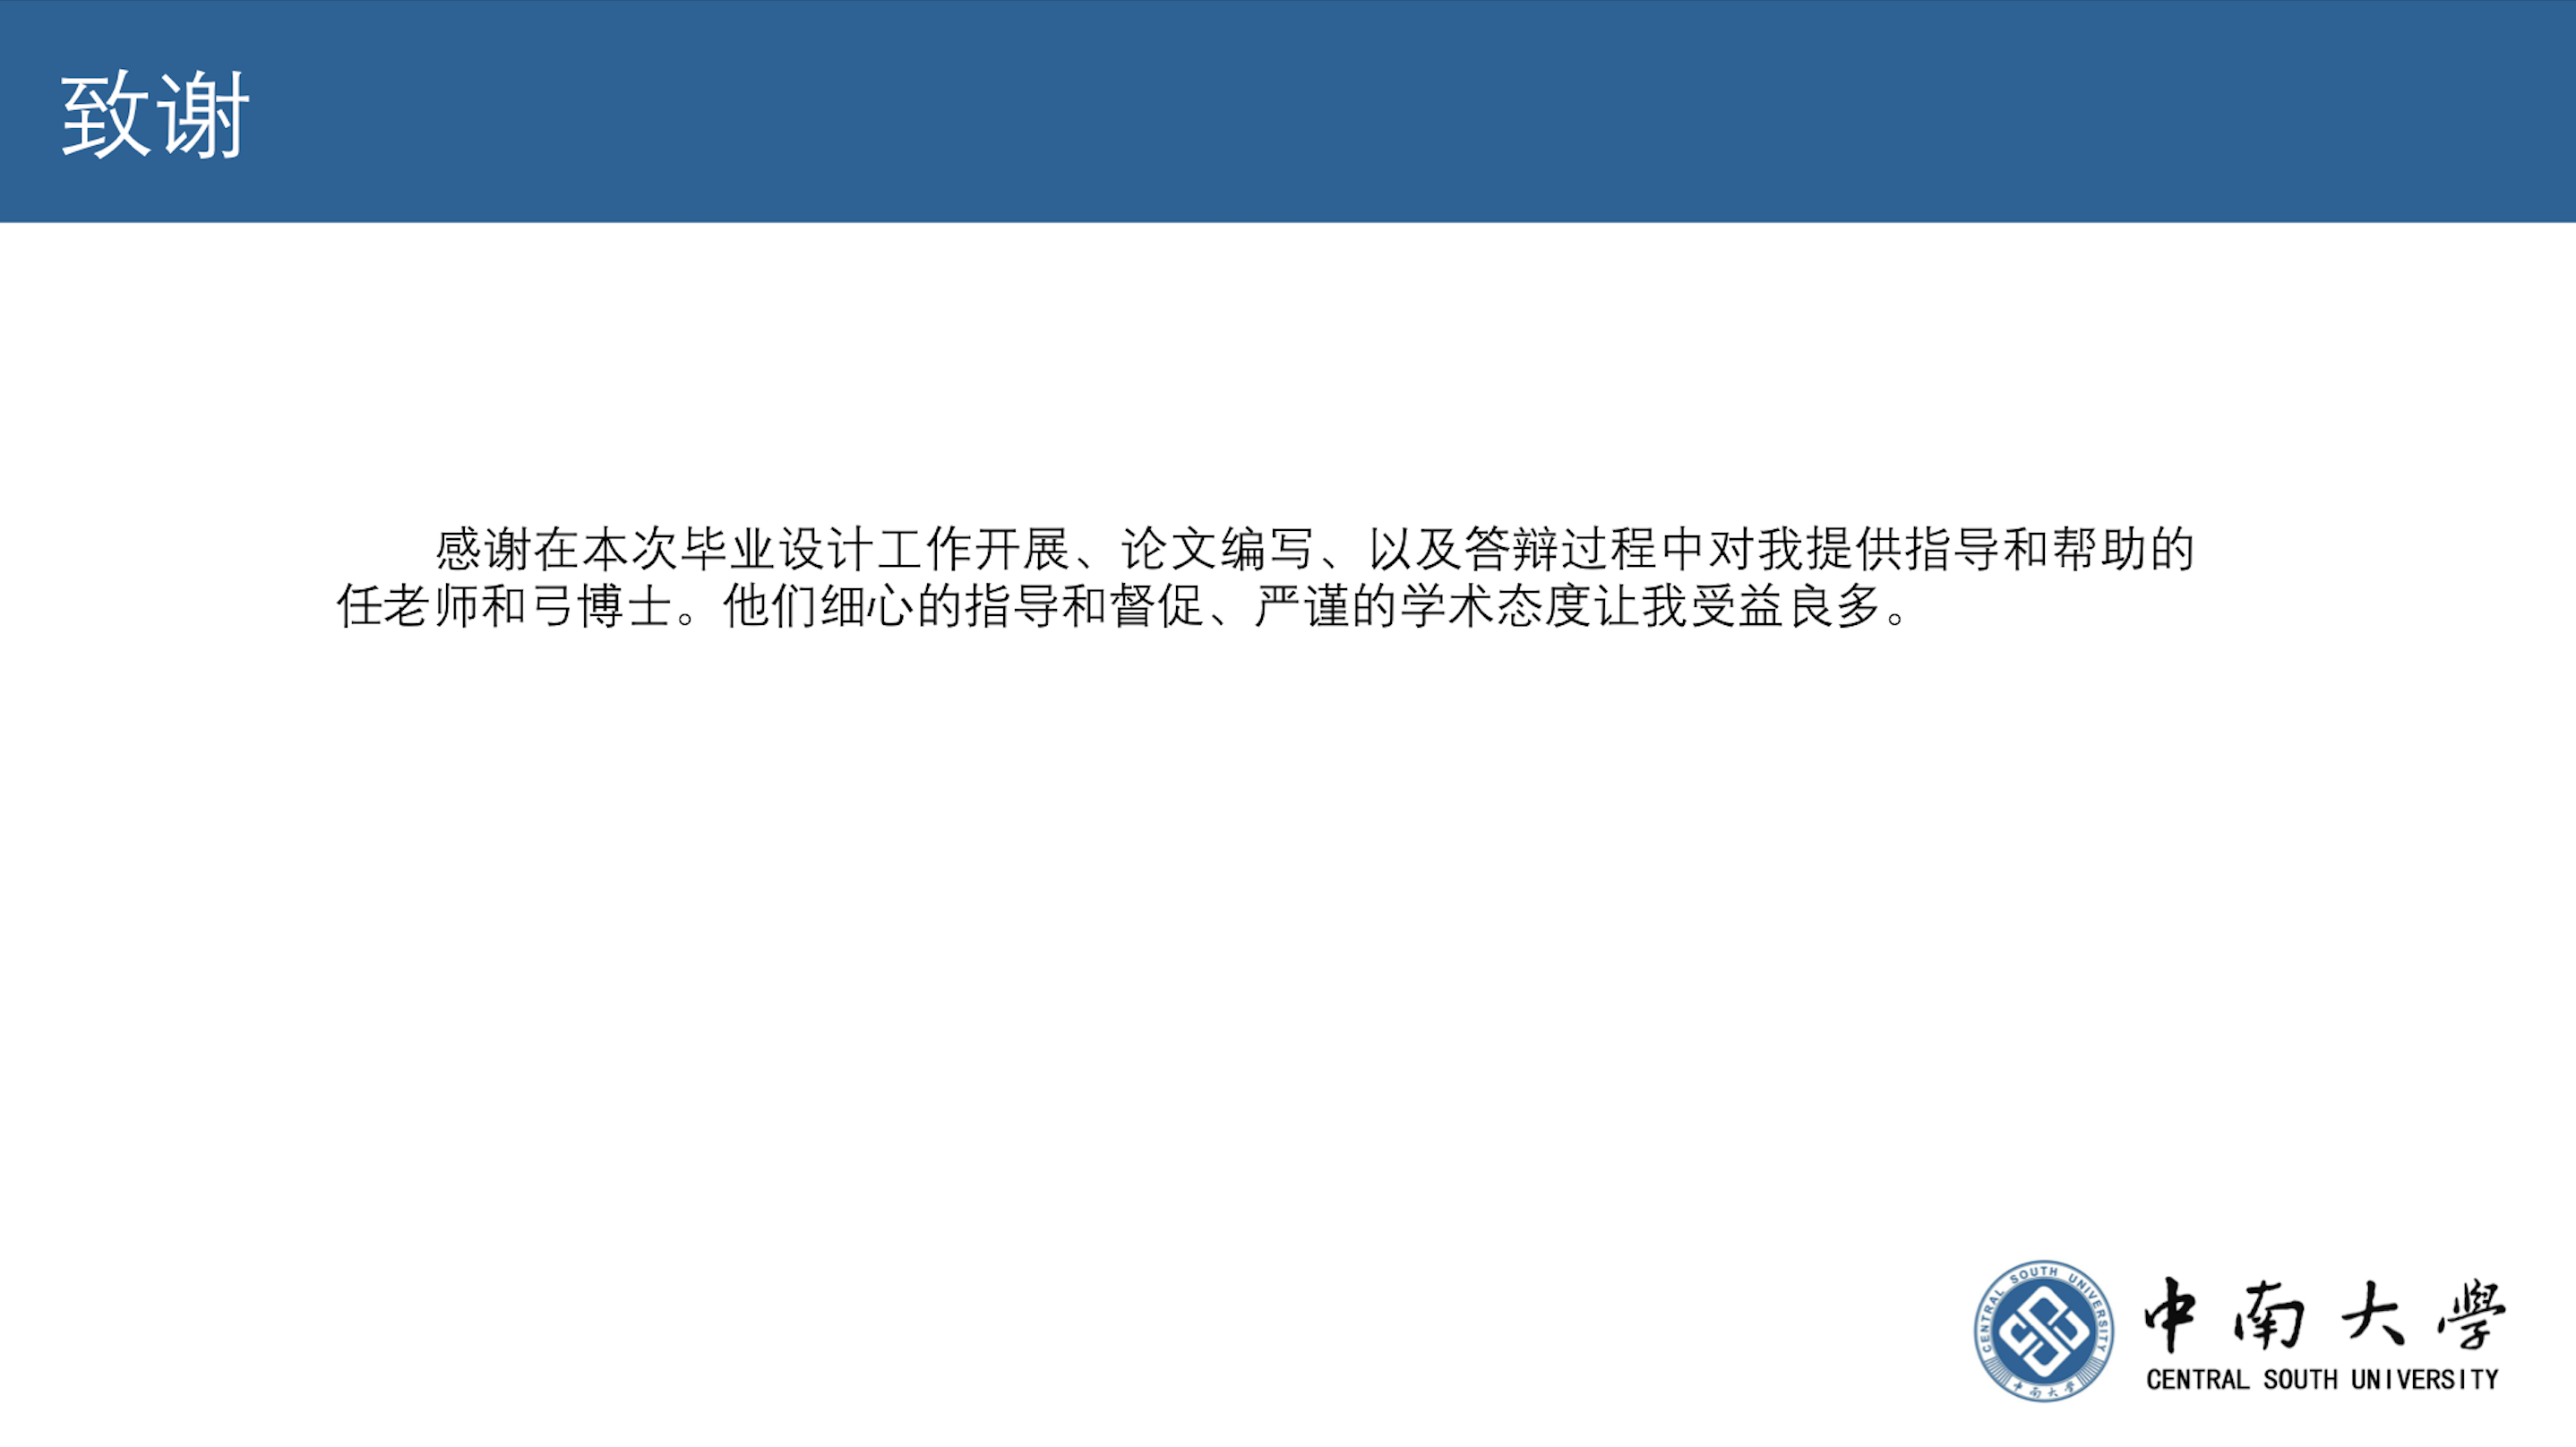 致谢
感谢在本次毕业设计工作开展、论文编写、以及答辩过程中对我提供指导和帮助的
任老师和弓博士。他们细心的指导和督促、严谨的学术态度让我受益良多。
CENTRAL SOUTH UNIVERSITY
中南大学
中南大學
CENTRAL SOUTH UNIVERSITY